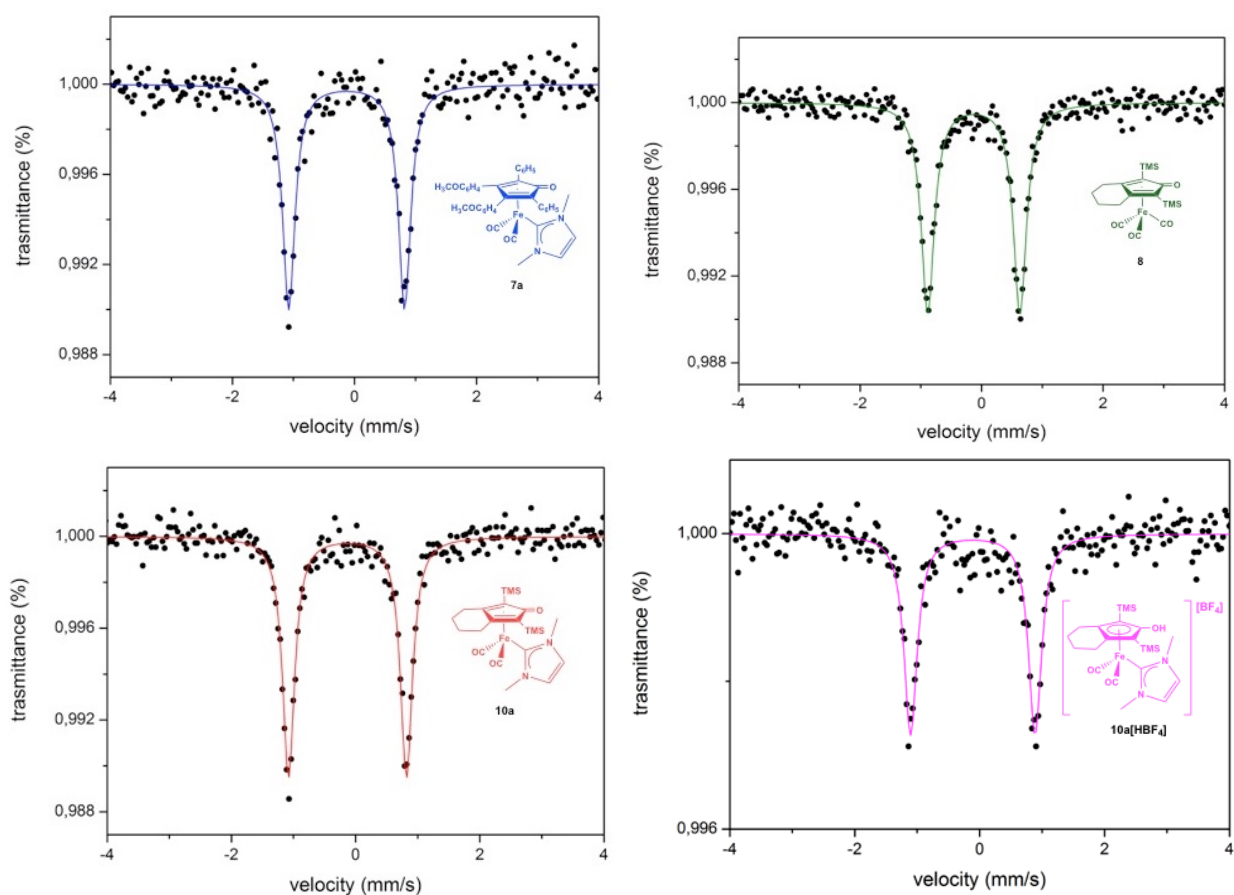 1,000
0,996
0,992
0,988
trasmittance (%)
-4 -2 0 2 4
velocity (mm/s)
C₆H₅
H₃COC₆H₄
O
H₃COC₆H₄
C₆H₅
Fe
N
OC
OC
N
7a
1,000
0,996
0,992
0,988
trasmittance (%)
-4 -2 0 2 4
velocity (mm/s)
TMS
O
TMS
Fe
OC
OC
CO
8
1,000
0,996
0,992
0,988
trasmittance (%)
-4 -2 0 2 4
velocity (mm/s)
TMS
O
TMS
Fe
N
OC
OC
N
10a
1,000
0,996
trasmittance (%)
-4 -2 0 2 4
velocity (mm/s)
[BF₄]
TMS
OH
TMS
Fe
N
OC
OC
N
10a[HBF₄]